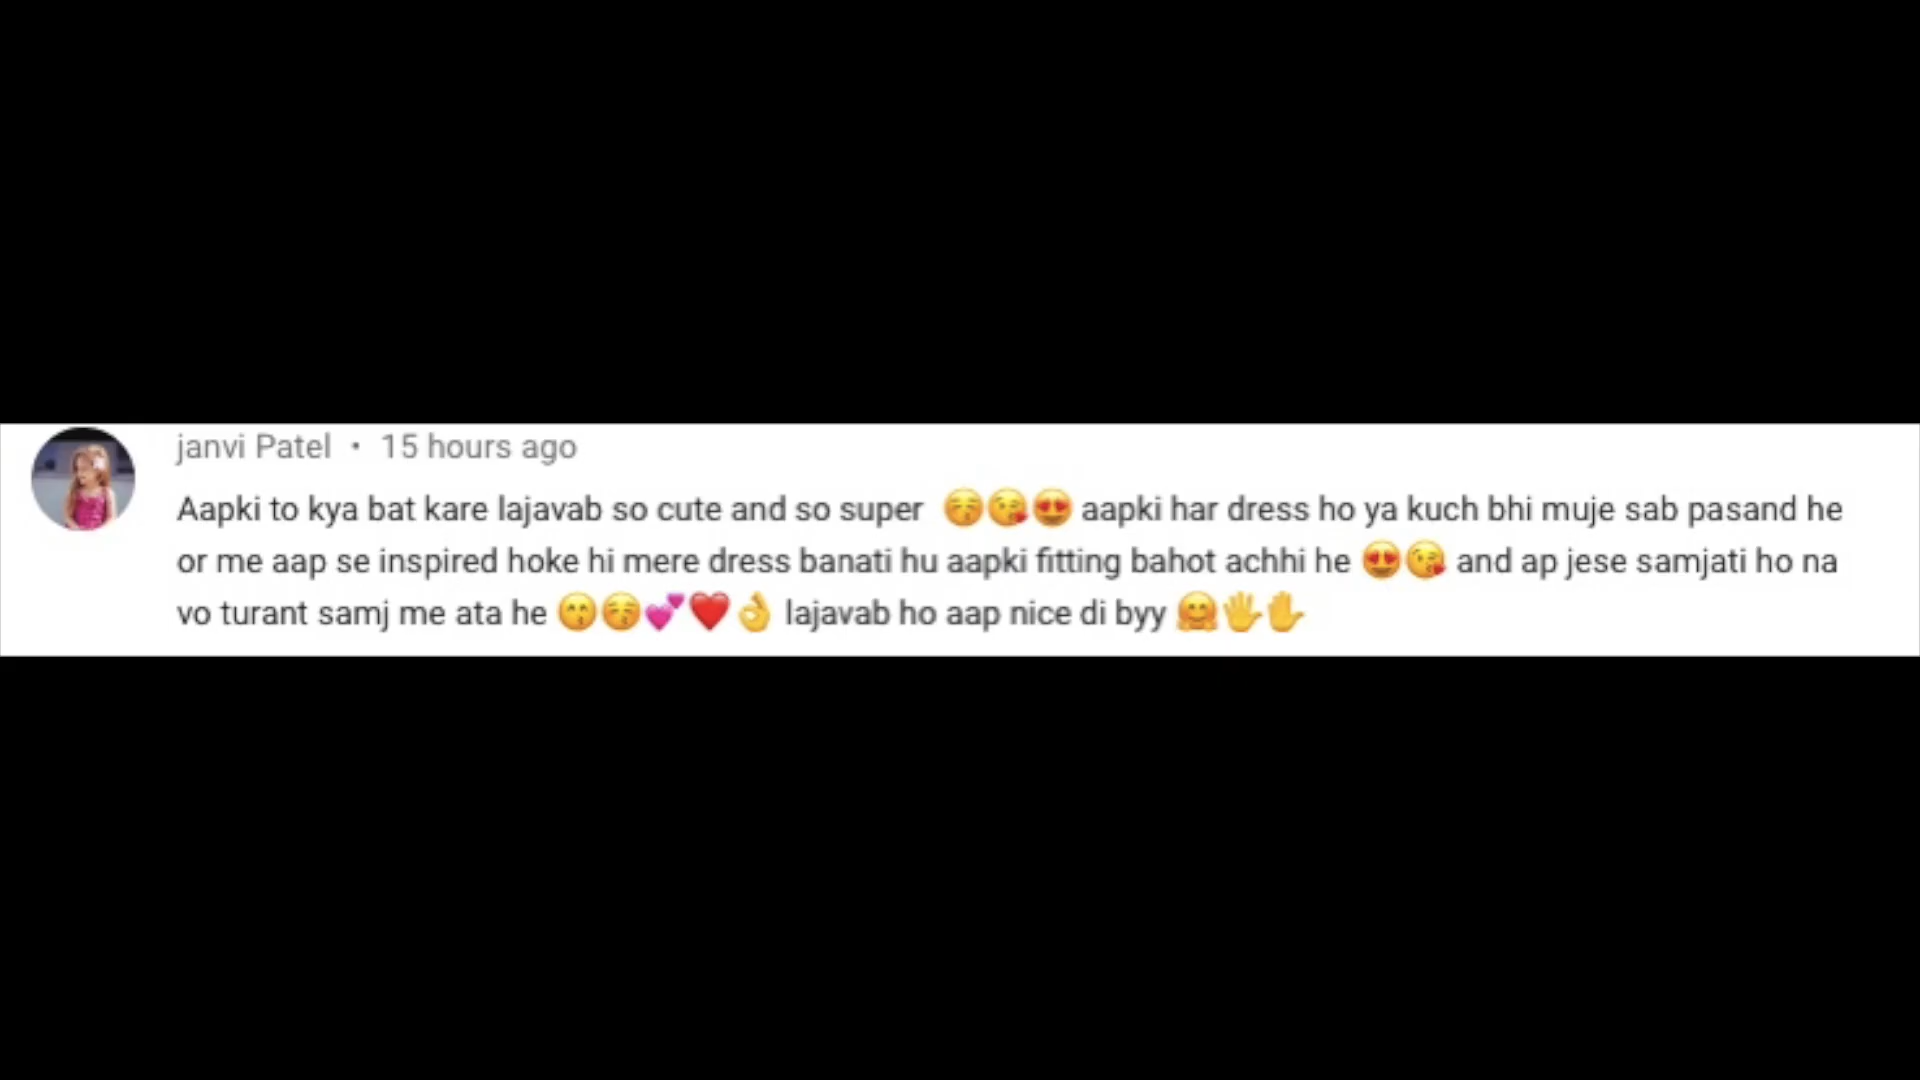 janvi Patel • 15 hours ago
Aapki to kya bat kare lajavab so cute and so super 😚😘😍 aapki har dress ho ya kuch bhi muje sab pasand he
or me aap se inspired hoke hi mere dress banati hu aapki fitting bahot achhi he 😍😘 and ap jese samjati ho na
vo turant samj me ata he 😙😚💕❤️👌 lajavab ho aap nice di byy 🤗🖐✋